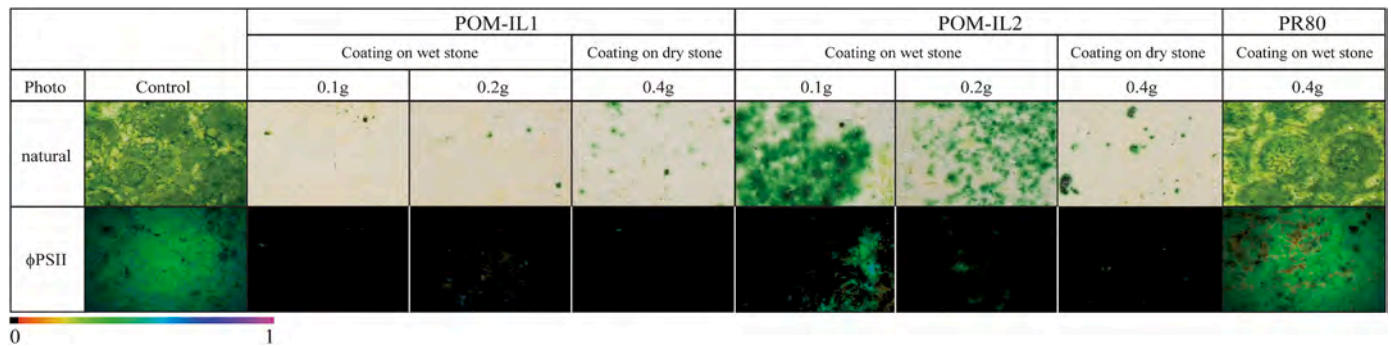 POM-IL1 POM-IL2 PR80
Coating on wet stone Coating on dry stone Coating on wet stone Coating on dry stone Coating on wet stone
Photo Control 0.1g 0.2g 0.4g 0.1g 0.2g 0.4g 0.4g
natural
ϕPSII
0 1